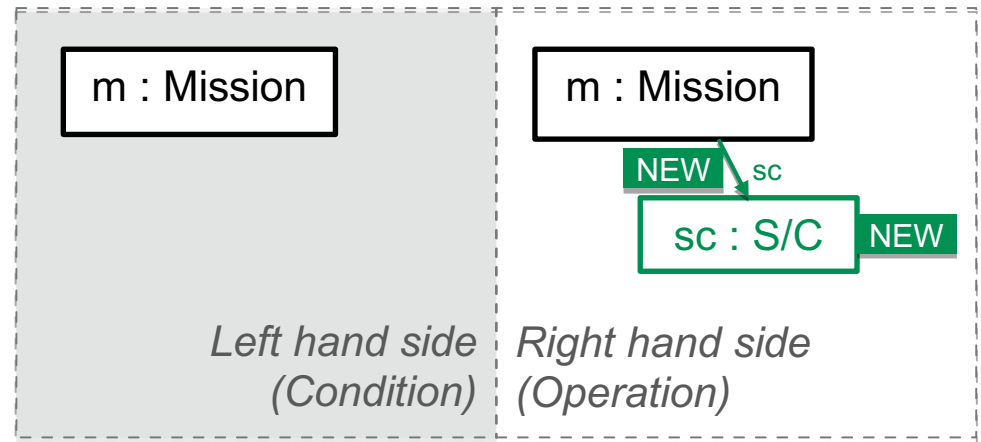 m : Mission
Left hand side
(Condition)
m : Mission
NEW
sc
sc : S/C
NEW
Right hand side
(Operation)